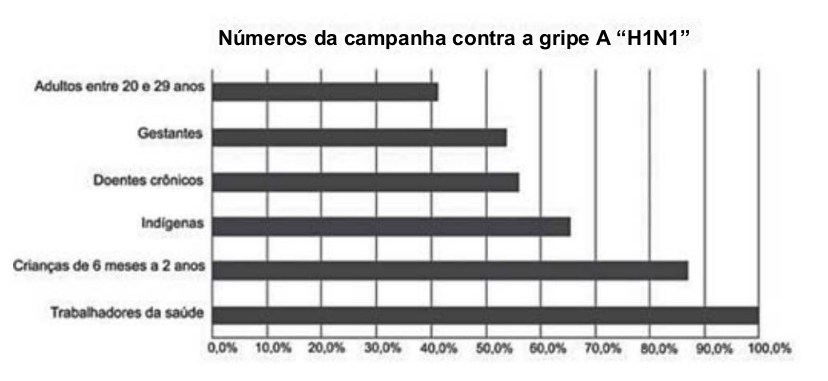 Números da campanha contra a gripe A “H1N1”
Adultos entre 20 e 29 anos
Gestantes
Doentes crônicos
Indígenas
Crianças de 6 meses a 2 anos
Trabalhadores da saúde
0,0% 10,0% 20,0% 30,0% 40,0% 50,0% 60,0% 70,0% 80,0% 90,0% 100,0%